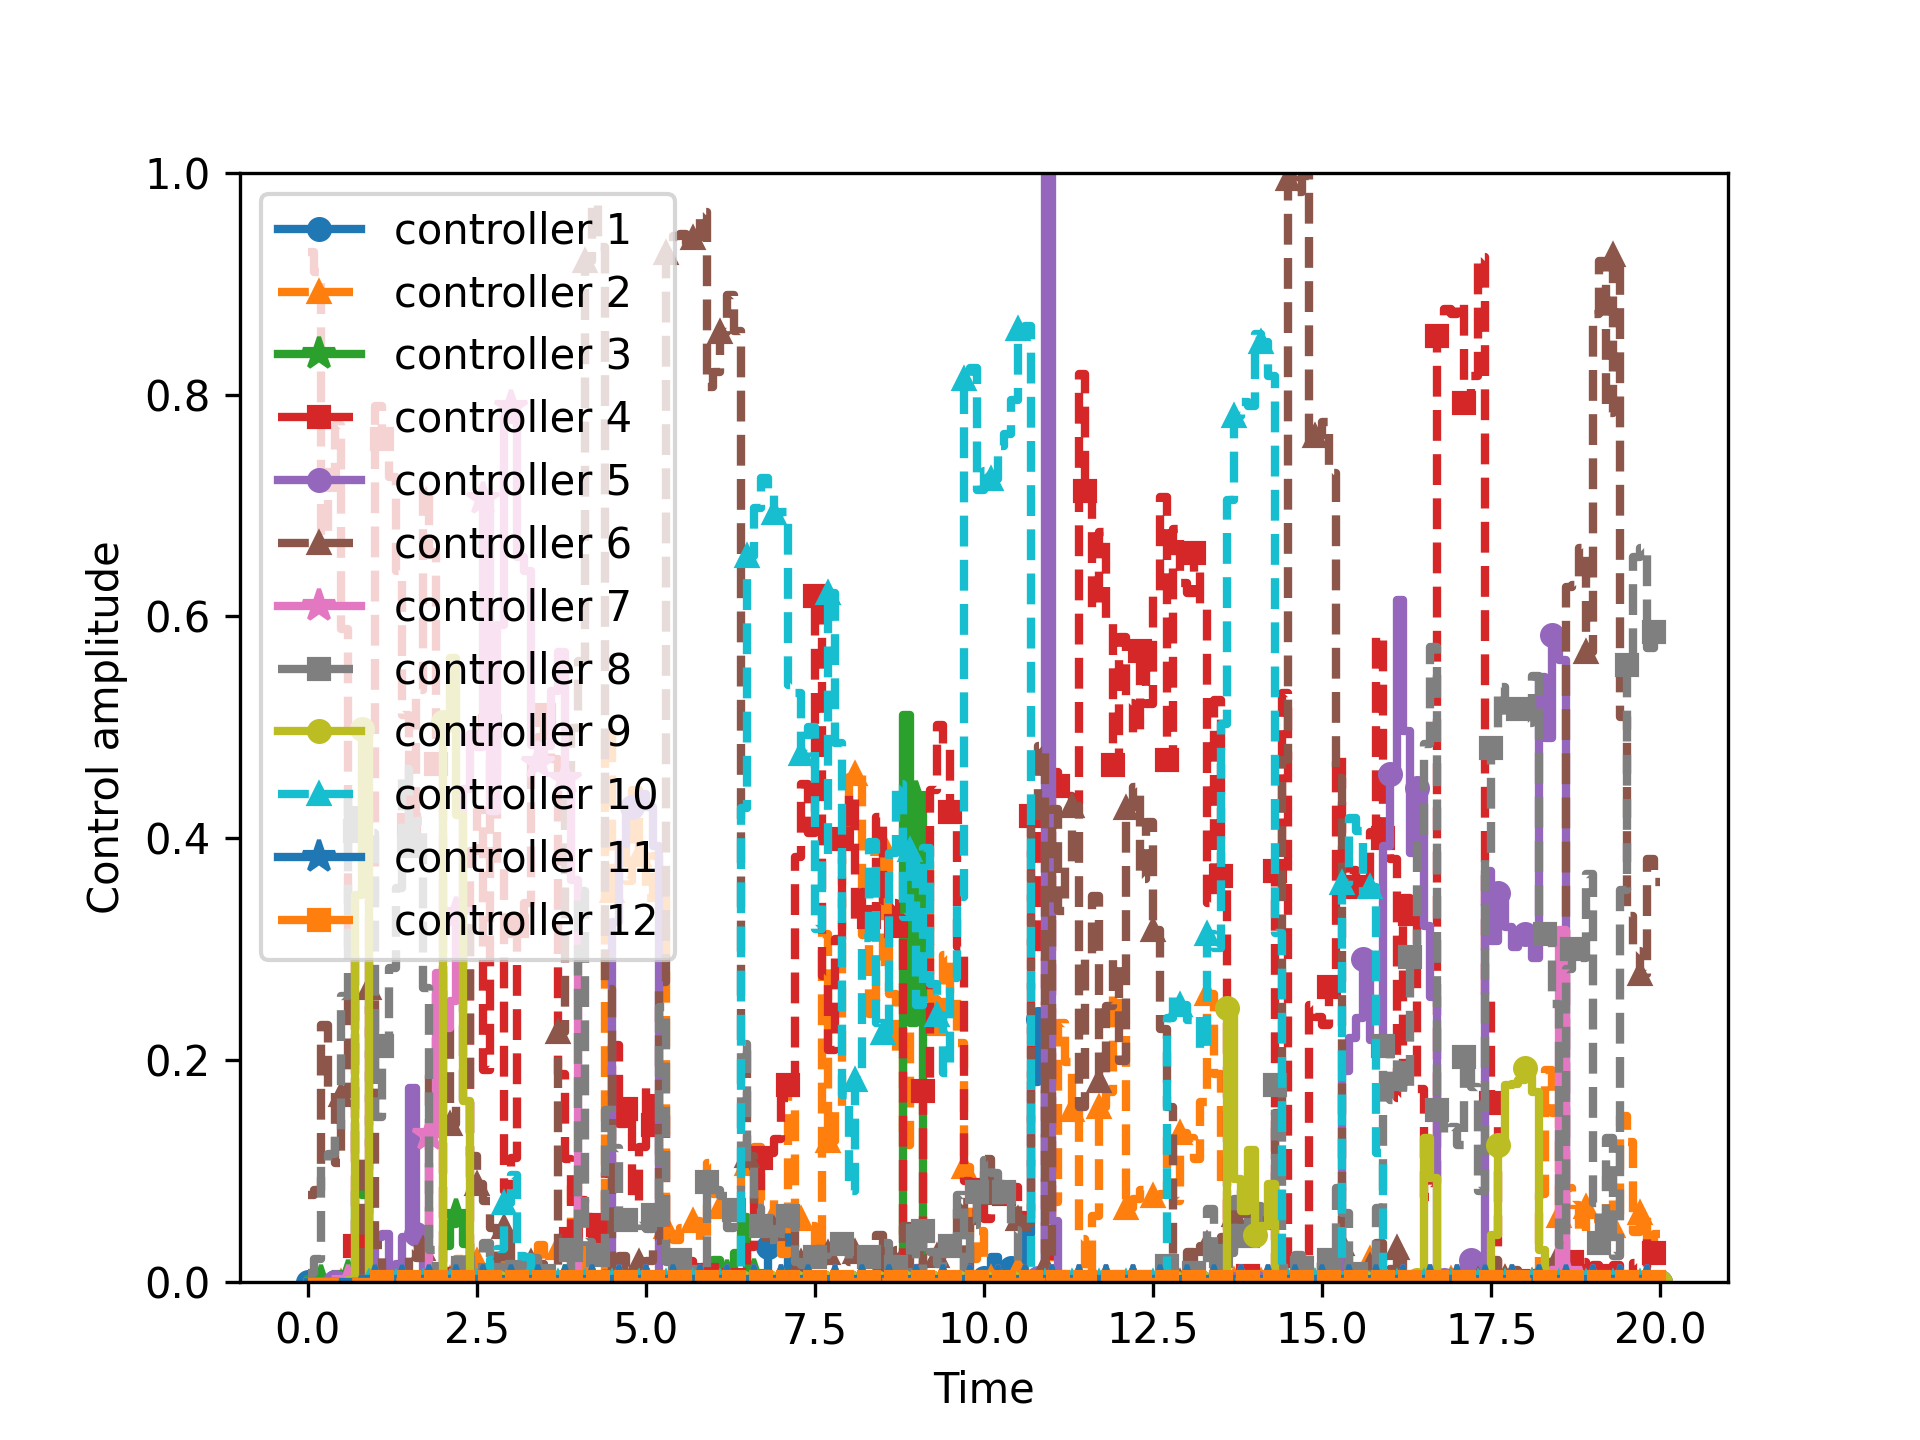 1.0
0.8
0.6
0.4
0.2
0.0
Control amplitude
controller 1
controller 2
controller 3
controller 4
controller 5
controller 6
controller 7
controller 8
controller 9
controller 10
controller 11
controller 12
0.0 2.5 5.0 7.5 10.0 12.5 15.0 17.5 20.0
Time